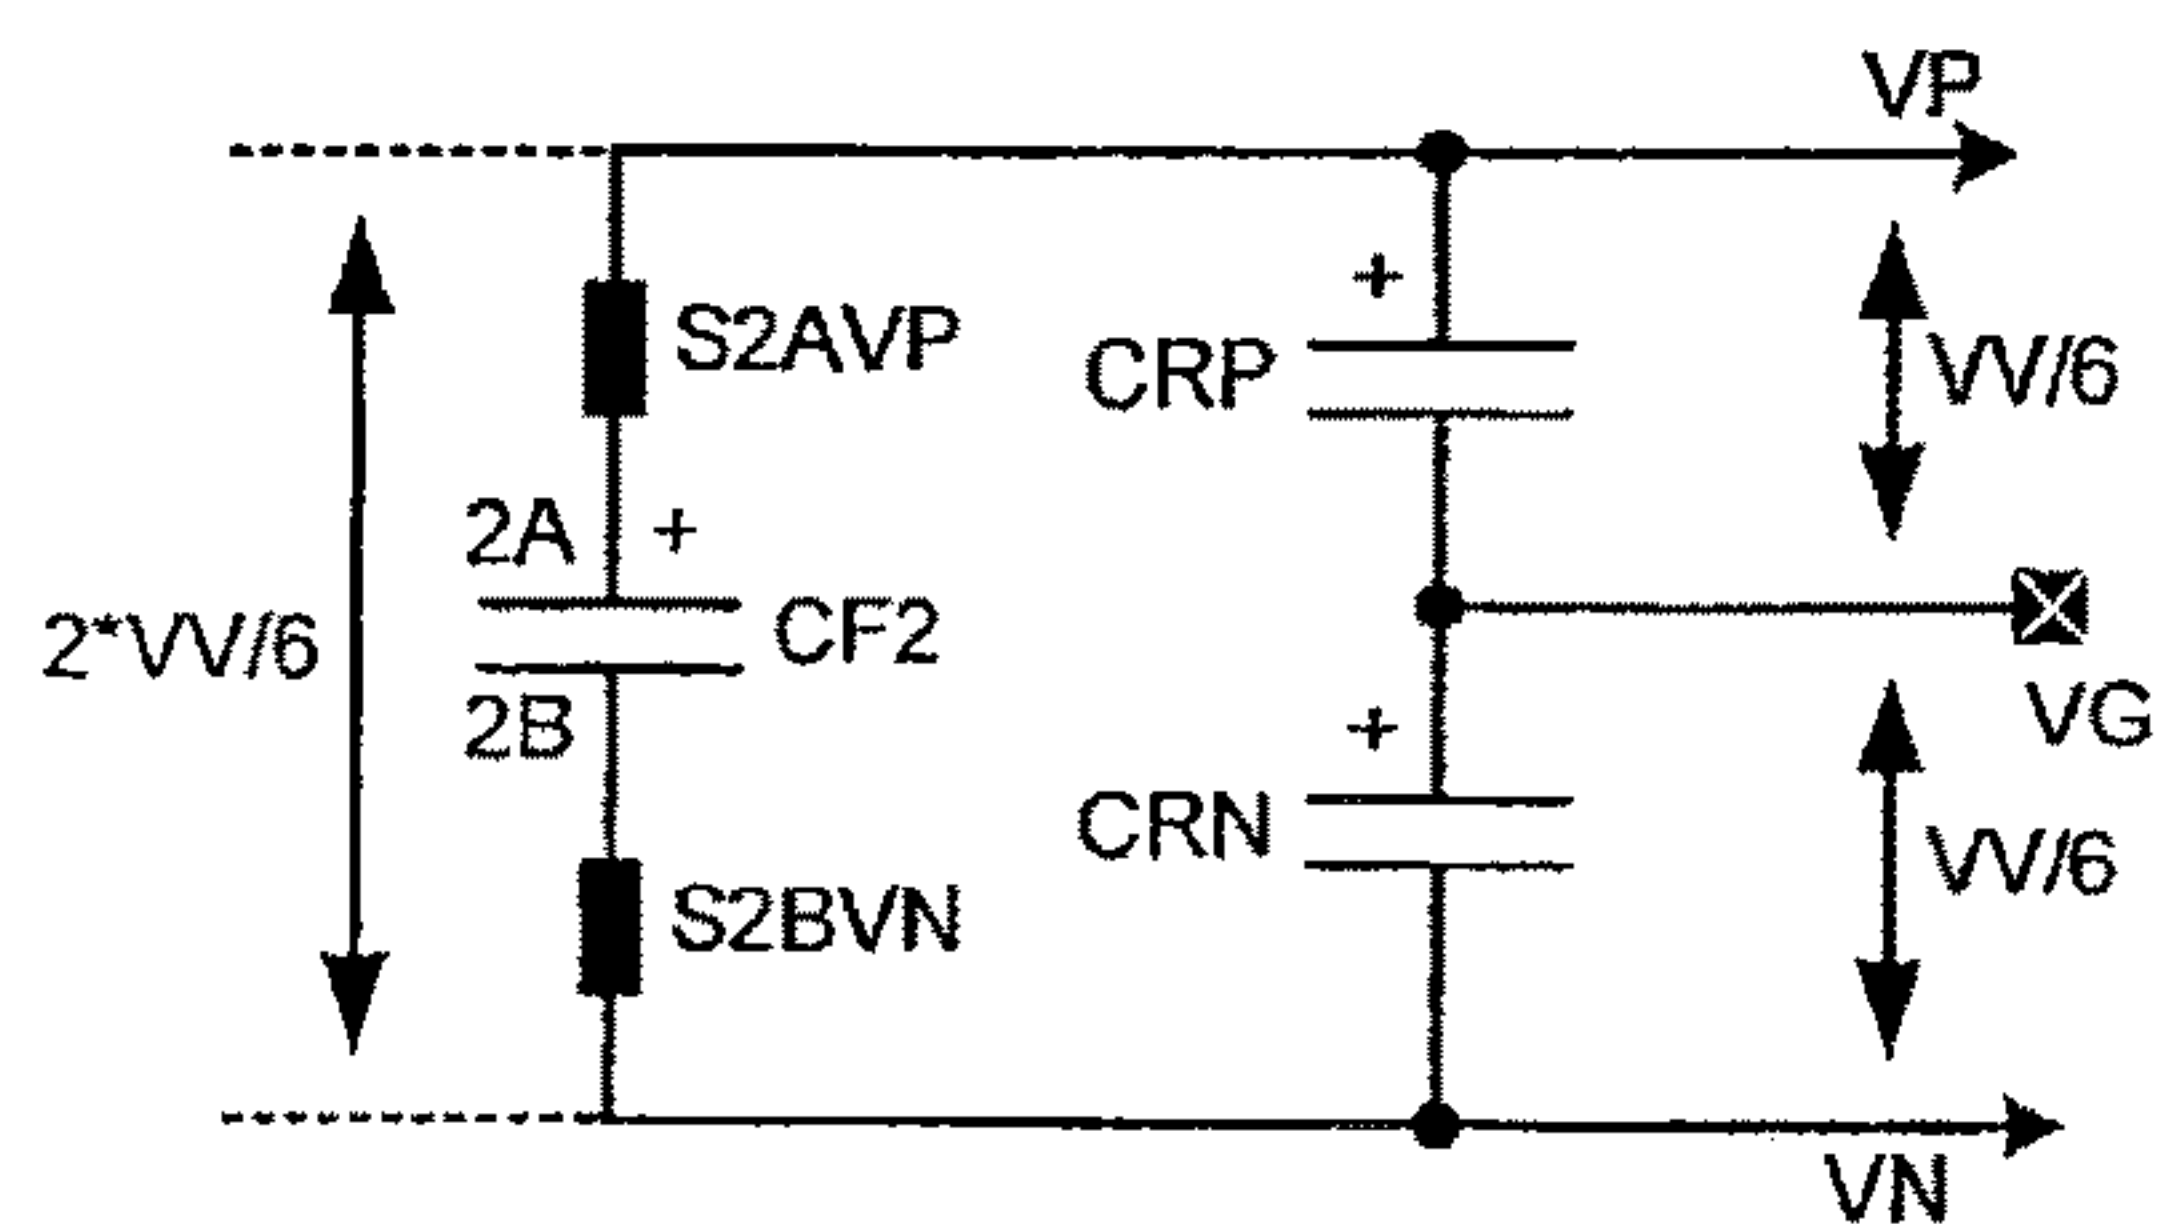 VP
S2AVP
+
CRP
VV/6
2A +
2*VV/6
CF2
2B
VG
+
CRN
VV/6
S2BVN
VN